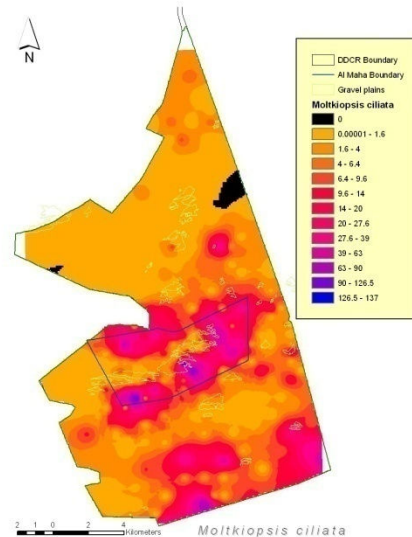 N
DDCR Boundary
Al Maha Boundary
Gravel plains
Moltkiopsis ciliata
0
0.00001 - 1.6
1.6 - 4
4 - 6.4
6.4 - 9.6
9.6 - 14
14 - 20
20 - 27.6
27.6 - 39
39 - 63
63 - 90
90 - 126.5
126.5 - 137
2 1 0 2 4
Kilometers
Moltkiopsis ciliata